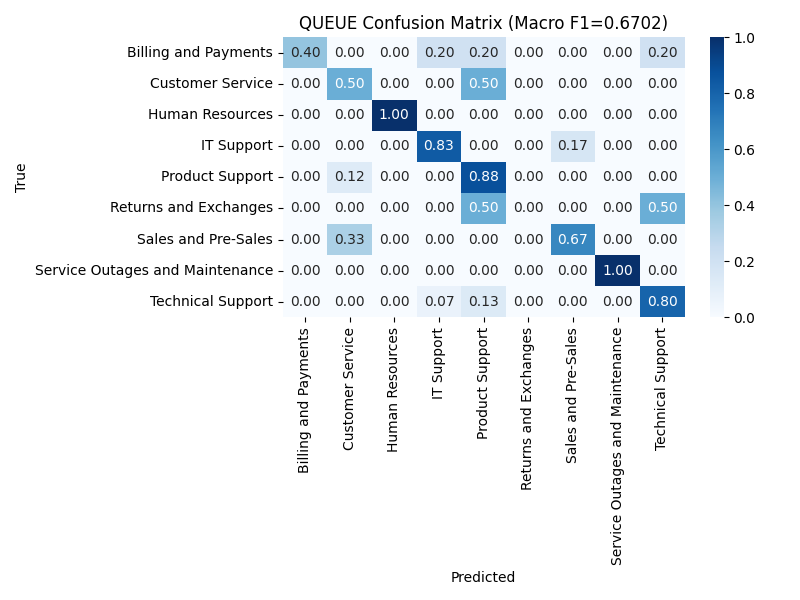 QUEUE Confusion Matrix (Macro F1=0.6702)
True
Billing and Payments 0.40 0.00 0.00 0.20 0.20 0.00 0.00 0.00 0.20
Customer Service 0.00 0.50 0.00 0.00 0.50 0.00 0.00 0.00 0.00
Human Resources 0.00 0.00 1.00 0.00 0.00 0.00 0.00 0.00 0.00
IT Support 0.00 0.00 0.00 0.83 0.00 0.00 0.17 0.00 0.00
Product Support 0.00 0.12 0.00 0.00 0.88 0.00 0.00 0.00 0.00
Returns and Exchanges 0.00 0.00 0.00 0.00 0.50 0.00 0.00 0.00 0.50
Sales and Pre-Sales 0.00 0.33 0.00 0.00 0.00 0.00 0.67 0.00 0.00
Service Outages and Maintenance 0.00 0.00 0.00 0.00 0.00 0.00 0.00 1.00 0.00
Technical Support 0.00 0.00 0.00 0.07 0.13 0.00 0.00 0.00 0.80
Billing and Payments
Customer Service
Human Resources
IT Support
Product Support
Returns and Exchanges
Sales and Pre-Sales
Service Outages and Maintenance
Technical Support
Predicted
1.0
0.8
0.6
0.4
0.2
0.0